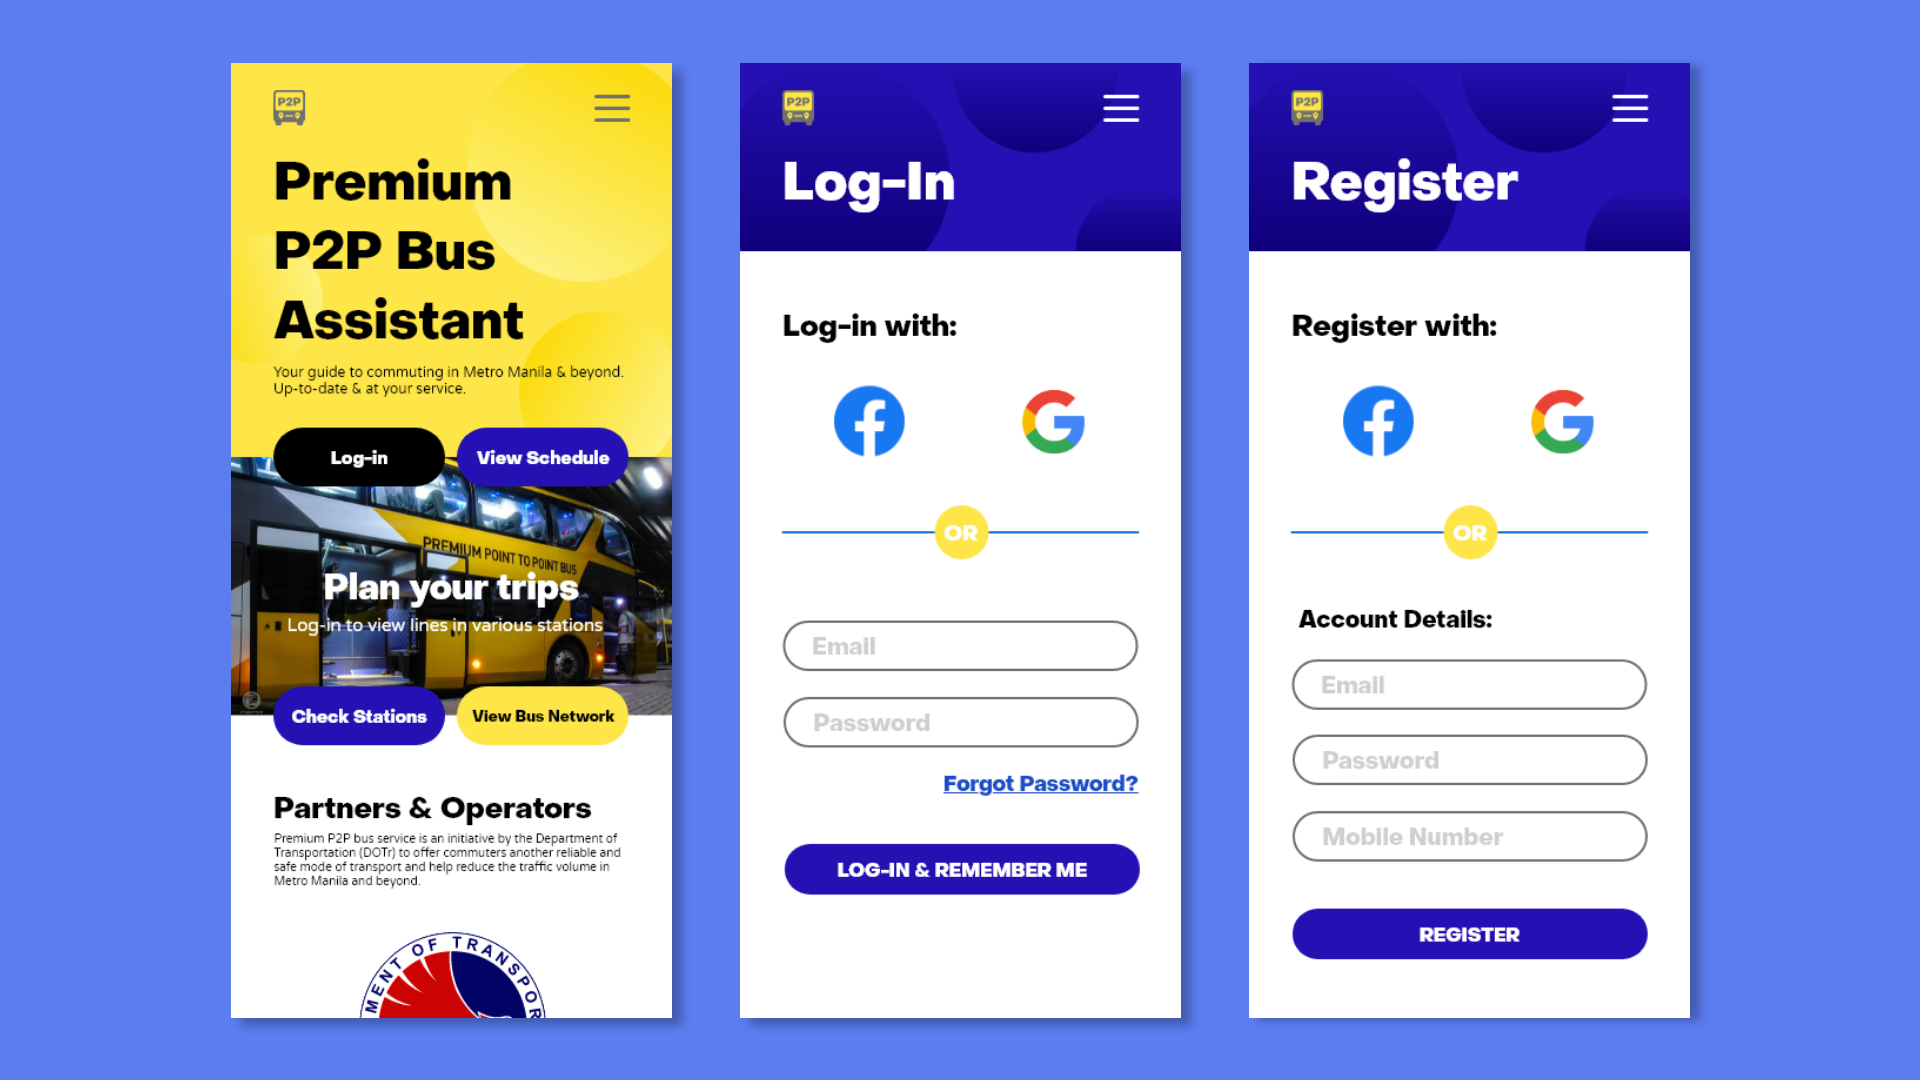 P2P
Premium
P2P Bus
Assistant
Your guide to commuting in Metro Manila & beyond.
Up-to-date & at your service.
Log-in
View Schedule
PREMIUM POINT TO POINT BUS
Plan your trips
Log-in to view lines in various stations
Check Stations
View Bus Network
Partners & Operators
Premium P2P bus service is an initiative by the Department of
Transportation (DOTr) to offer commuters another reliable and
safe mode of transport and help reduce the traffic volume in
Metro Manila and beyond.
MENT OF TRANSPOR
P2P
Log-In
Log-in with:
OR
Email
Password
Forgot Password?
LOG-IN & REMEMBER ME
P2P
Register
Register with:
OR
Account Details:
Email
Password
Mobile Number
REGISTER